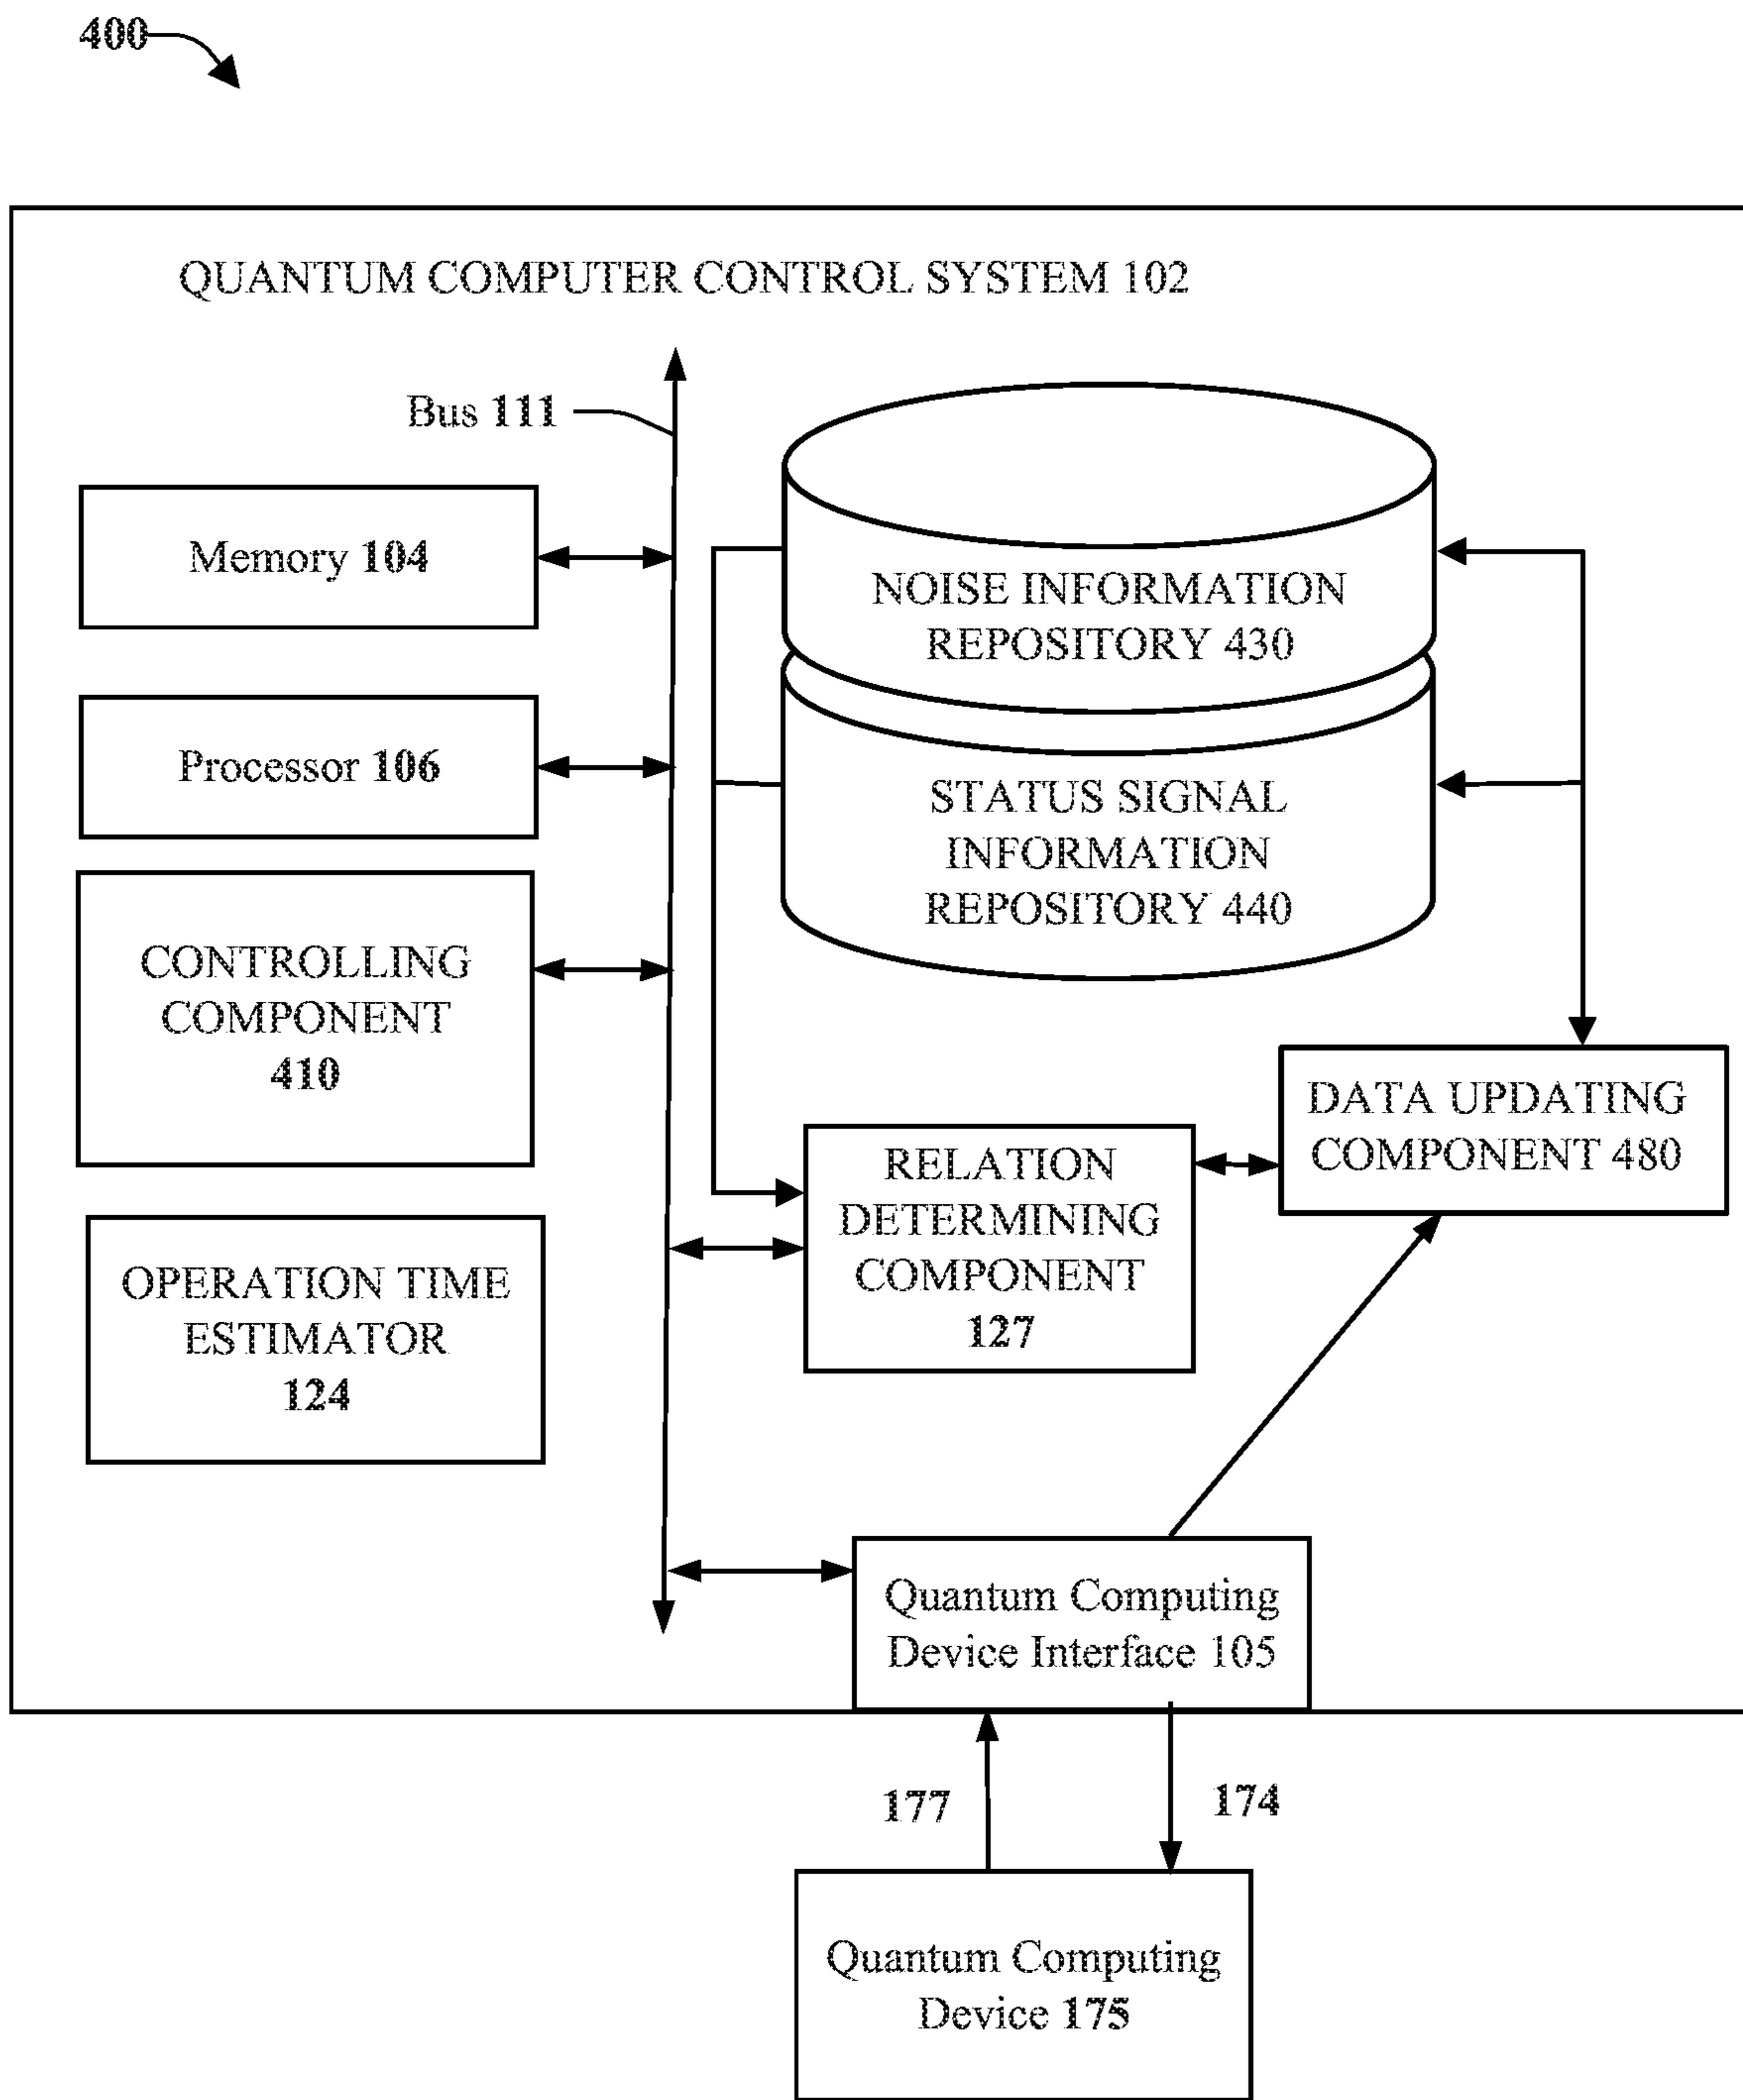 400
QUANTUM COMPUTER CONTROL SYSTEM 102
Bus 111
Memory 104
Processor 106
CONTROLLING
COMPONENT
410
OPERATION TIME
ESTIMATOR
124
NOISE INFORMATION
REPOSITORY 430
STATUS SIGNAL
INFORMATION
REPOSITORY 440
DATA UPDATING
COMPONENT 480
RELATION
DETERMINING
COMPONENT
127
Quantum Computing
Device Interface 105
177
174
Quantum Computing
Device 175